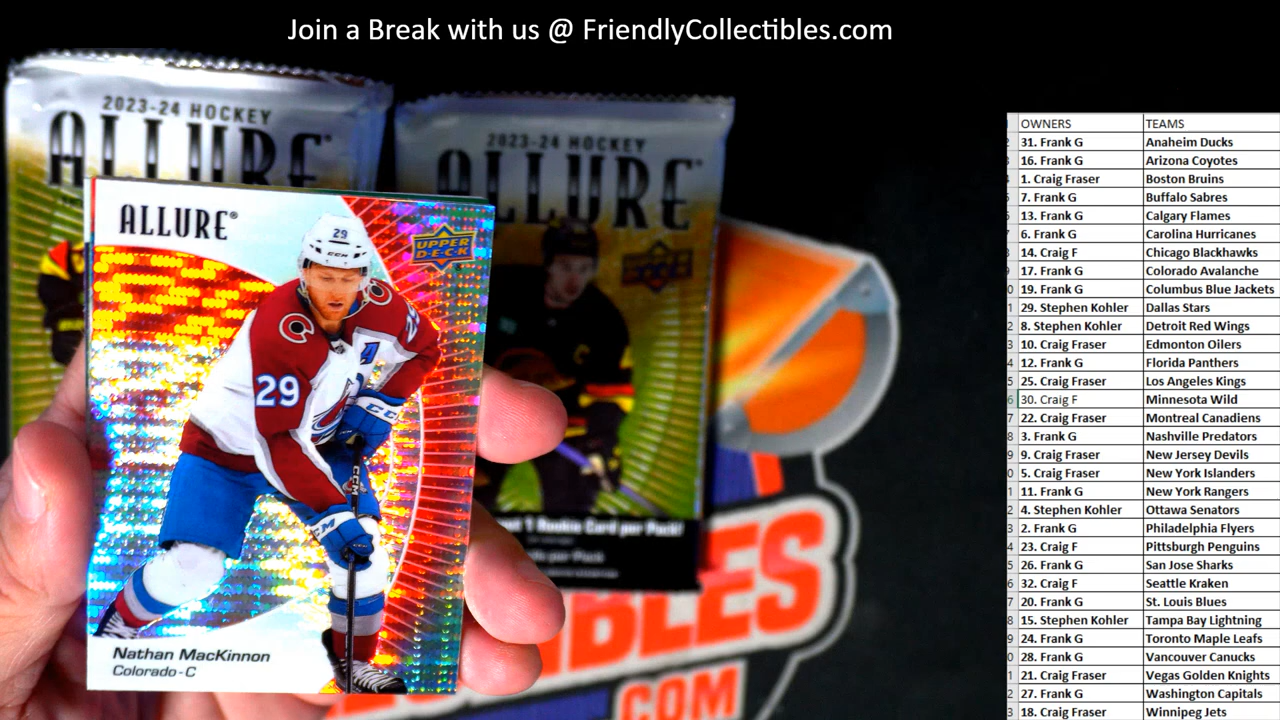 Join a Break with us @ FriendlyCollectibles.com
2023-24 HOCKEY
ALLURE
2023-24 HOCKEY
ALLURE®
UPPER DECK
ALLURE®
UPPER DECK
29
29
A
CCM
CCM
Nathan MacKinnon
Colorado - C
1 Rookie Card per Pack!
per Pack
IBLES
.COM
OWNERS TEAMS
31. Frank G Anaheim Ducks
16. Frank G Arizona Coyotes
1. Craig Fraser Boston Bruins
7. Frank G Buffalo Sabres
13. Frank G Calgary Flames
6. Frank G Carolina Hurricanes
14. Craig F Chicago Blackhawks
17. Frank G Colorado Avalanche
19. Frank G Columbus Blue Jackets
29. Stephen Kohler Dallas Stars
8. Stephen Kohler Detroit Red Wings
10. Craig Fraser Edmonton Oilers
12. Frank G Florida Panthers
25. Craig Fraser Los Angeles Kings
30. Craig F Minnesota Wild
22. Craig Fraser Montreal Canadiens
3. Frank G Nashville Predators
9. Craig Fraser New Jersey Devils
5. Craig Fraser New York Islanders
11. Frank G New York Rangers
4. Stephen Kohler Ottawa Senators
2. Frank G Philadelphia Flyers
23. Craig F Pittsburgh Penguins
26. Frank G San Jose Sharks
32. Craig F Seattle Kraken
20. Frank G St. Louis Blues
15. Stephen Kohler Tampa Bay Lightning
24. Frank G Toronto Maple Leafs
28. Frank G Vancouver Canucks
21. Craig Fraser Vegas Golden Knights
27. Frank G Washington Capitals
18. Craig Fraser Winnipeg Jets